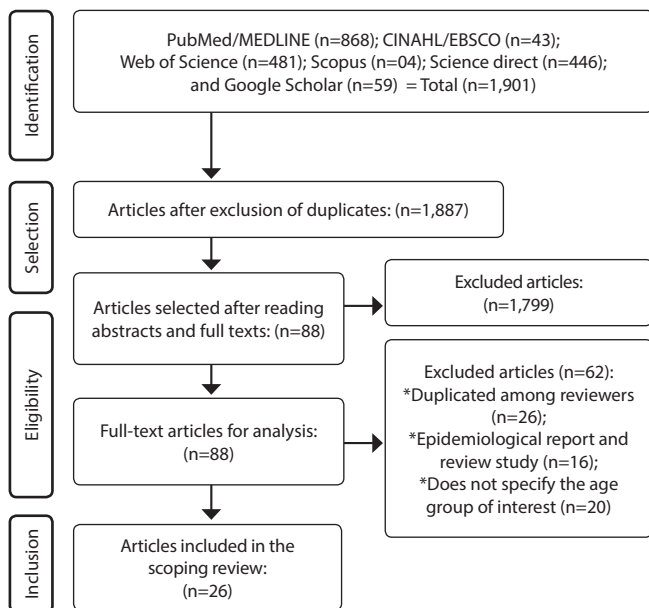 Identification
PubMed/MEDLINE (n=868); CINAHL/EBSCO (n=43);
Web of Science (n=481); Scopus (n=04); Science direct (n=446);
and Google Scholar (n=59) = Total (n=1,901)
Selection
Articles after exclusion of duplicates: (n=1,887)
Articles selected after reading
abstracts and full texts: (n=88)
Excluded articles:
(n=1,799)
Eligibility
Full-text articles for analysis:
(n=88)
Excluded articles (n=62):
*Duplicated among reviewers
(n=26);
*Epidemiological report and
review study (n=16);
*Does not specify the age
group of interest (n=20)
Inclusion
Articles included in the
scoping review:
(n=26)